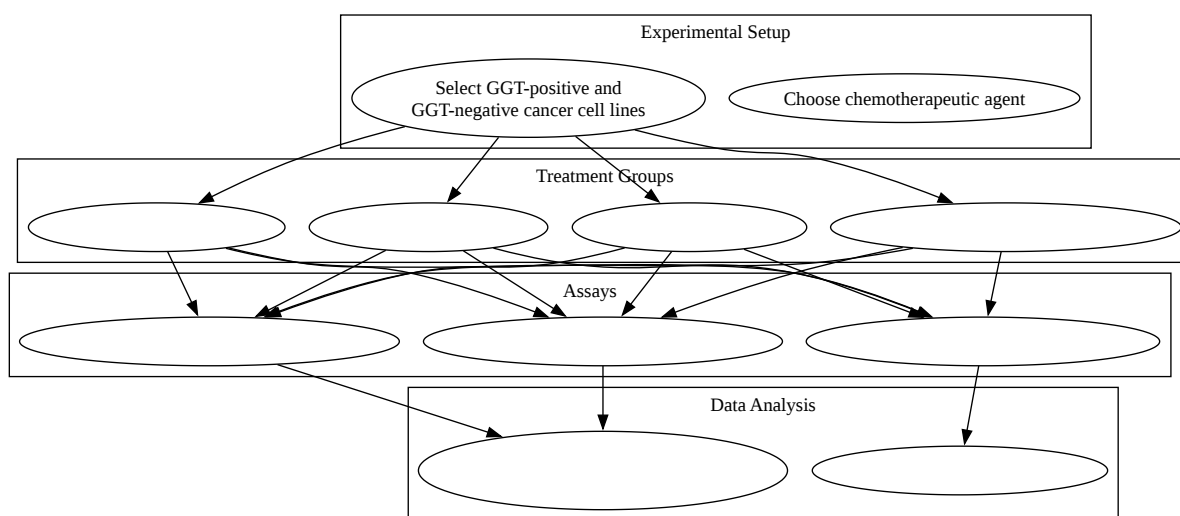 Experimental Setup
Select GGT-positive and
GGT-negative cancer cell lines
Choose chemotherapeutic agent
Treatment Groups
Assays
Data Analysis